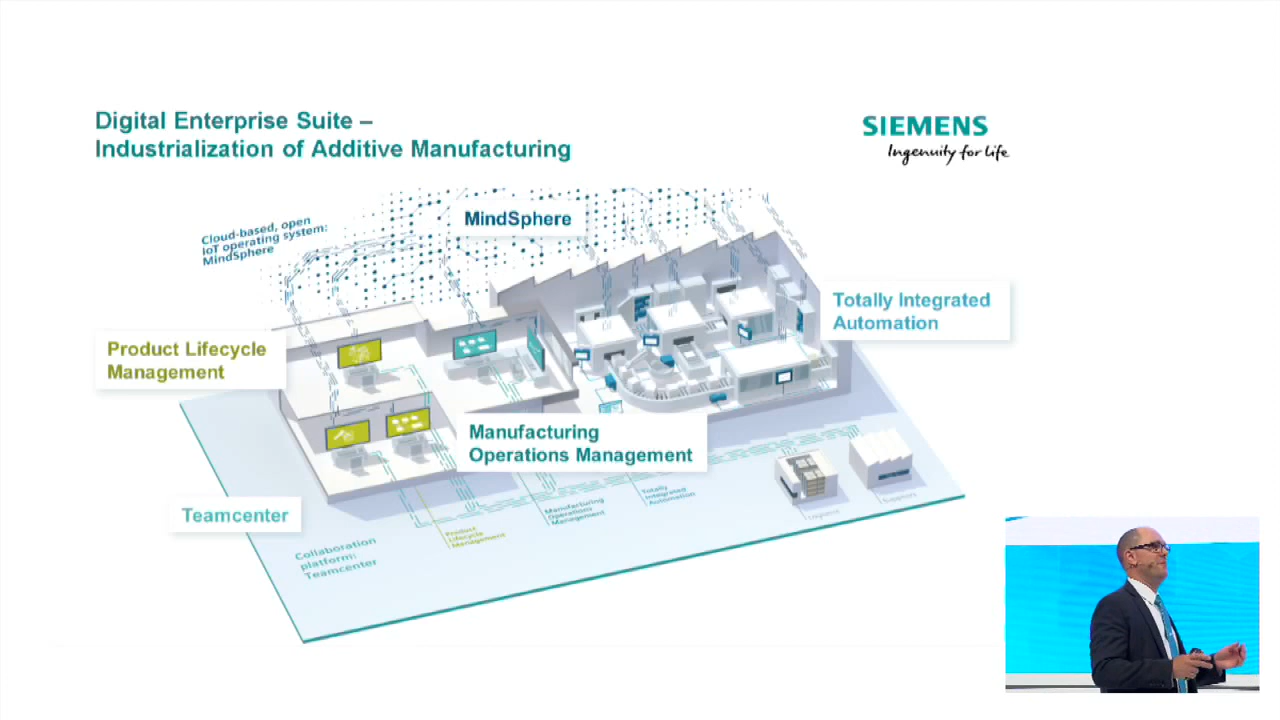 Digital Enterprise Suite –
Industrialization of Additive Manufacturing
SIEMENS
Ingenuity for life
MindSphere
Cloud-based, open
IoT operating system:
MindSphere
Totally Integrated
Automation
Product Lifecycle
Management
Manufacturing
Operations Management
Teamcenter
Collaboration
platform:
Teamcenter
Product
Lifecycle
Management
Manufacturing
Operations
Management
Totally
Integrated
Automation
Logistics
Suppliers